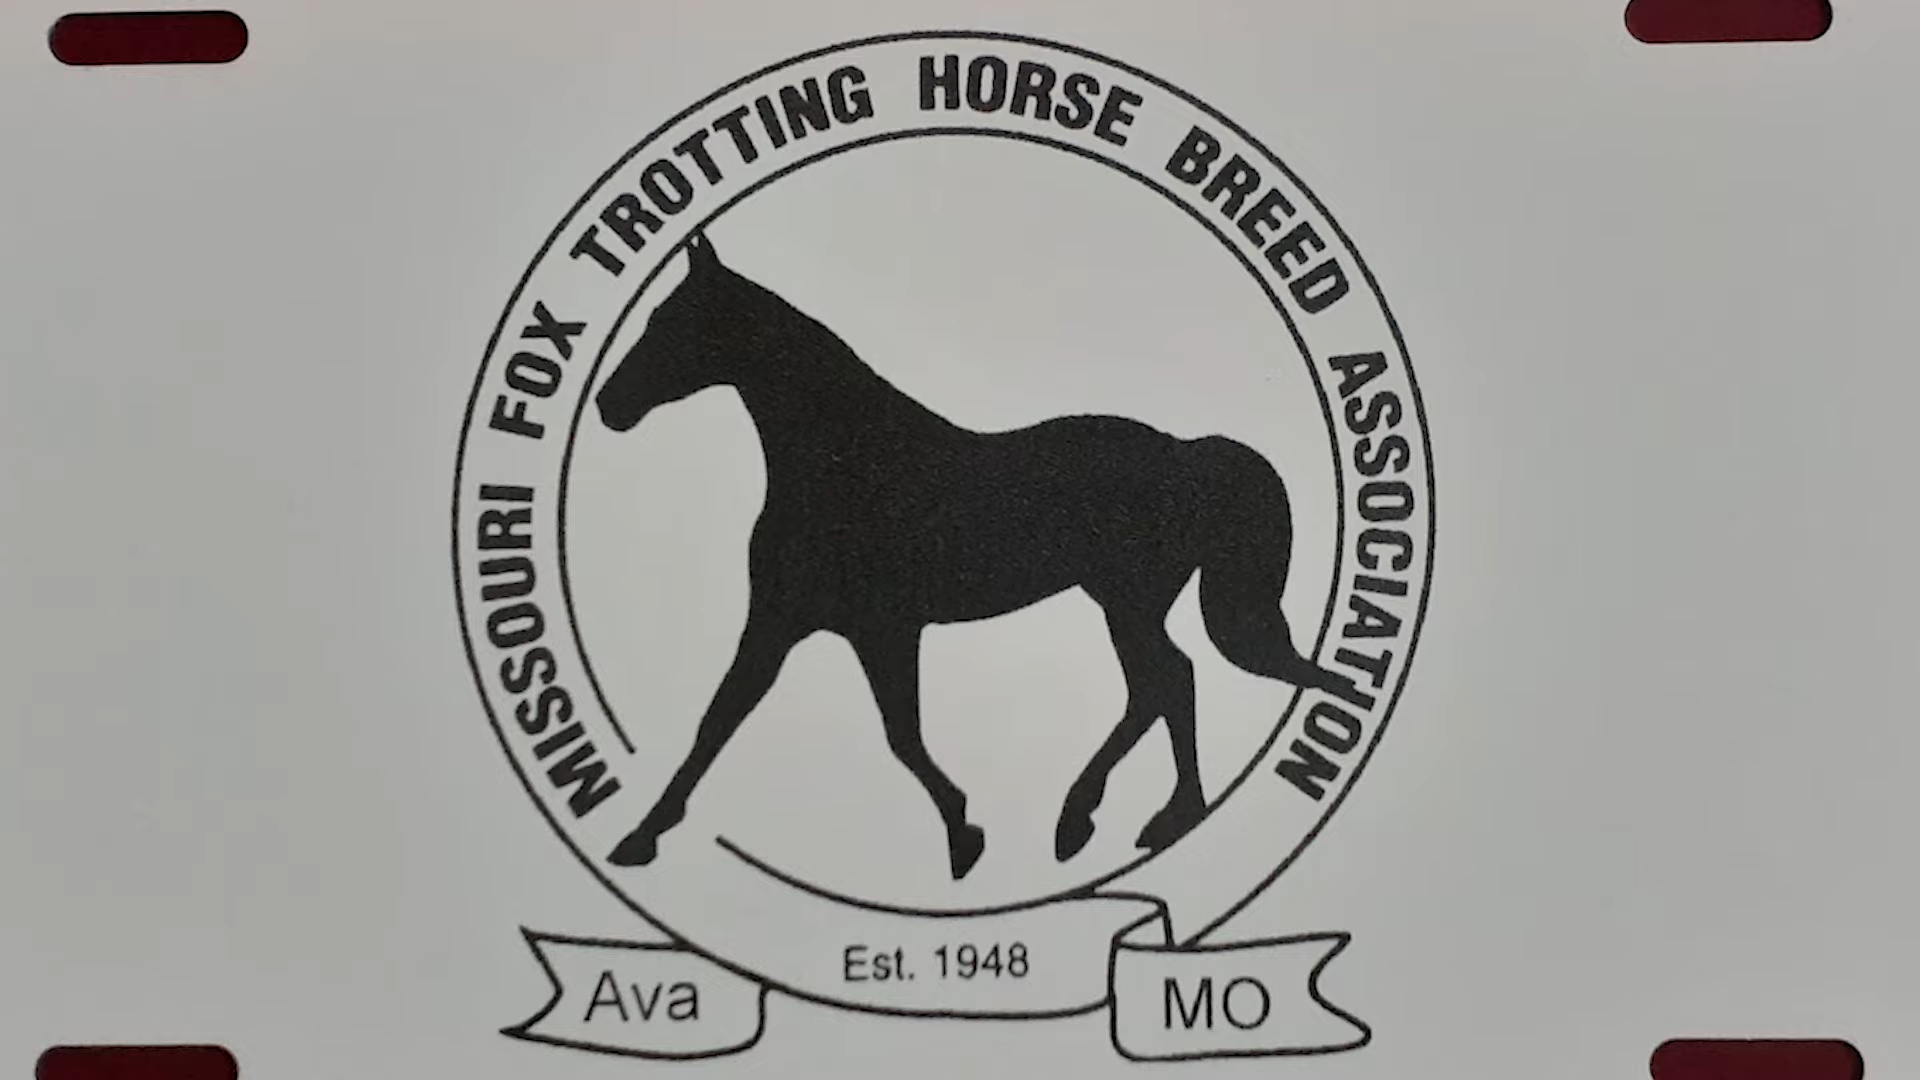 MISSOURI FOX TROTTING HORSE BREED ASSOCIATION
Est. 1948
Ava
MO